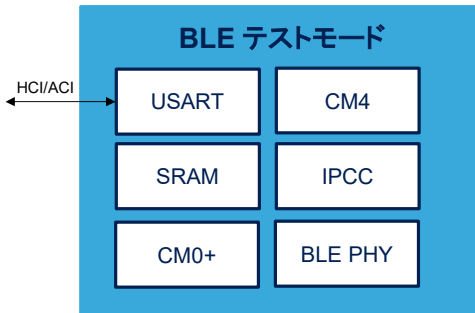 BLE テストモード
HCI/ACI
USART
CM4
SRAM
IPCC
CM0+
BLE PHY